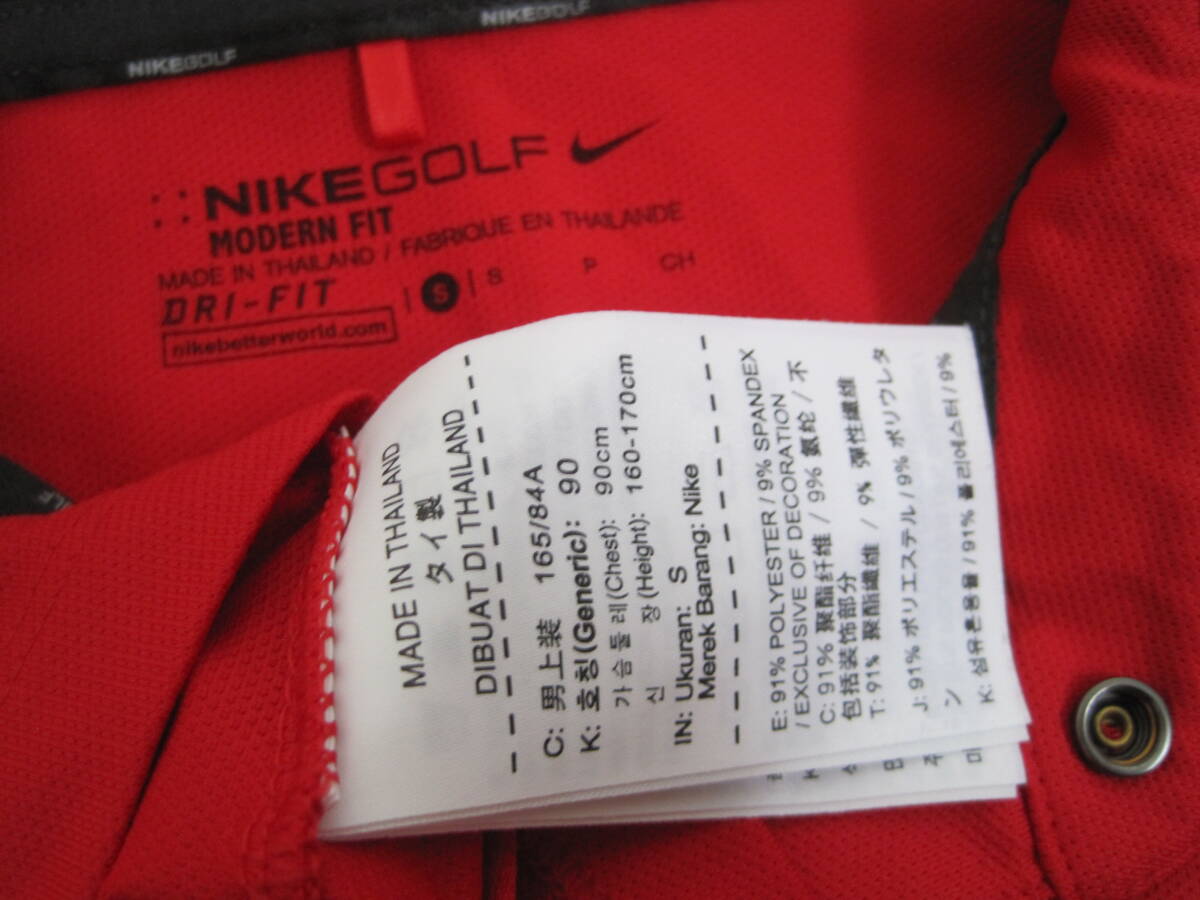 NIKEGOLF
NIKEGOLF
NIKEGOLF
MODERN FIT
MADE IN THAILAND / FABRIQUE EN THAILANDE
DRI-FIT | S | S P CH
nikebetterworld.com
MADE IN THAILAND
タイ製
DIBUAT DI THAILAND
C: 男上装 165/84A
K: 호칭(Generic): 90
가슴둘레(Chest): 90cm
신 장(Height): 160-170cm
IN: Ukuran: S
Merek Barang: Nike
E: 91% POLYESTER / 9% SPANDEX
/ EXCLUSIVE OF DECORATION
C: 91% 聚酯纤维 / 9% 氨纶 / 不
包括装饰部分
T: 91% 聚酯纖維 / 9% 彈性纖維
J: 91% ポリエステル / 9% ポリウレタ
ン
K: 섬유혼용율 / 91% 폴리에스터 / 9%